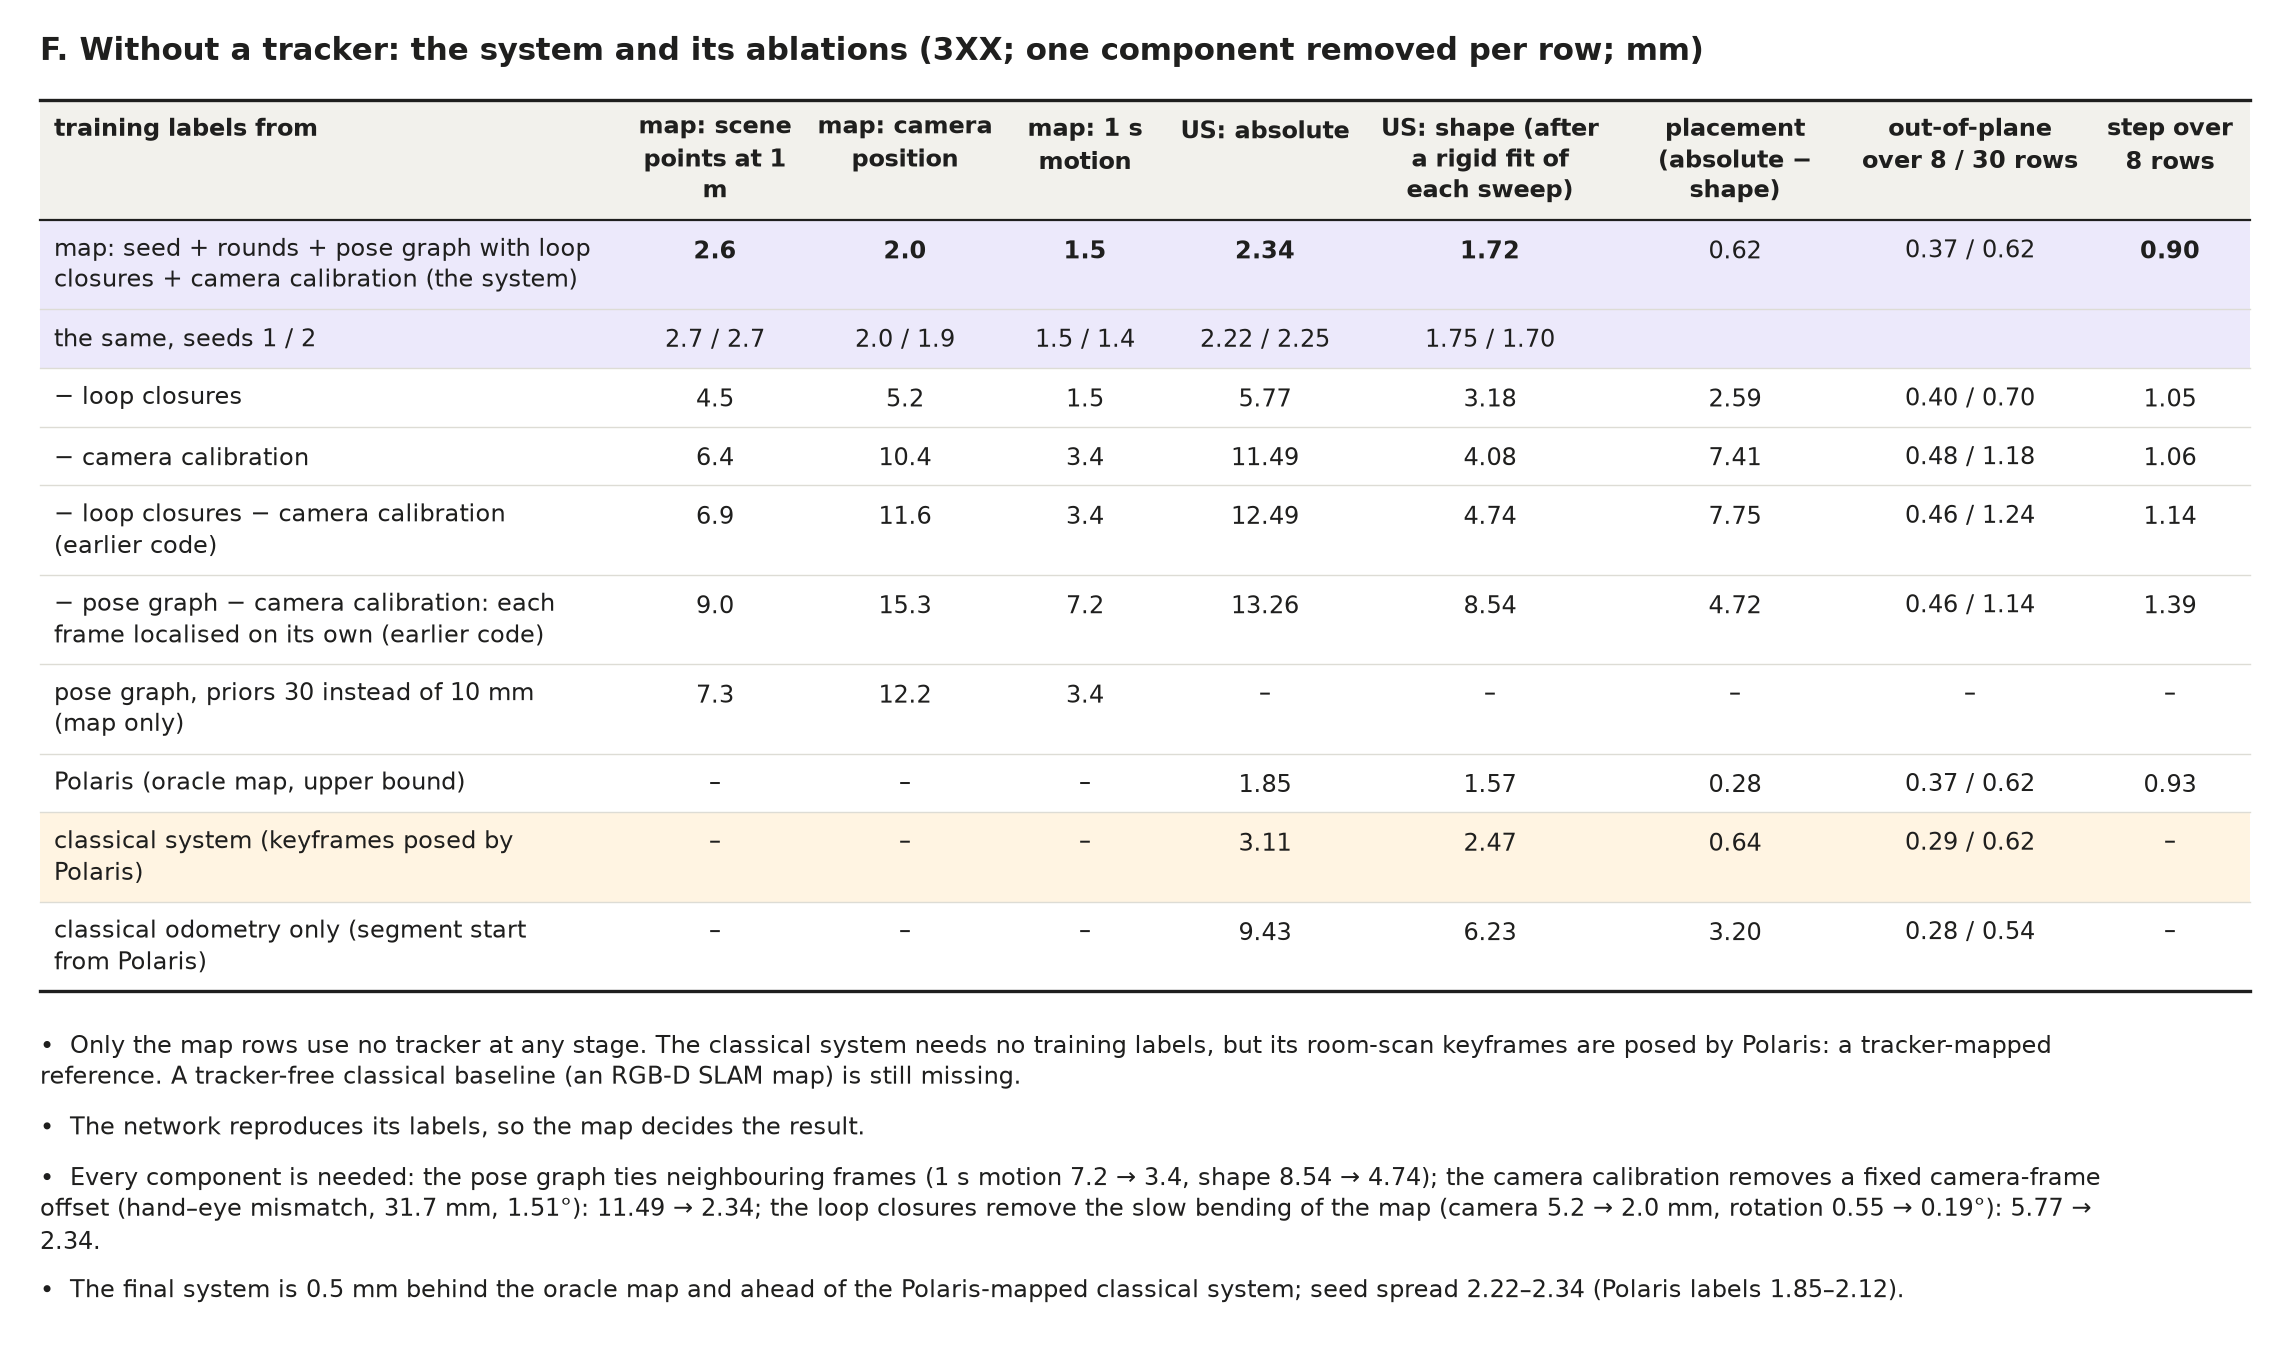 F. Without a tracker: the system and its ablations (3XX; one component removed per row; mm)
training labels from | map: scene points at 1 m | map: camera position | map: 1 s motion | US: absolute | US: shape (after a rigid fit of each sweep) | placement (absolute − shape) | out-of-plane over 8 / 30 rows | step over 8 rows
map: seed + rounds + pose graph with loop closures + camera calibration (the system) | 2.6 | 2.0 | 1.5 | 2.34 | 1.72 | 0.62 | 0.37 / 0.62 | 0.90
the same, seeds 1 / 2 | 2.7 / 2.7 | 2.0 / 1.9 | 1.5 / 1.4 | 2.22 / 2.25 | 1.75 / 1.70
− loop closures | 4.5 | 5.2 | 1.5 | 5.77 | 3.18 | 2.59 | 0.40 / 0.70 | 1.05
− camera calibration | 6.4 | 10.4 | 3.4 | 11.49 | 4.08 | 7.41 | 0.48 / 1.18 | 1.06
− loop closures − camera calibration (earlier code) | 6.9 | 11.6 | 3.4 | 12.49 | 4.74 | 7.75 | 0.46 / 1.24 | 1.14
− pose graph − camera calibration: each frame localised on its own (earlier code) | 9.0 | 15.3 | 7.2 | 13.26 | 8.54 | 4.72 | 0.46 / 1.14 | 1.39
pose graph, priors 30 instead of 10 mm (map only) | 7.3 | 12.2 | 3.4 | – | – | – | – | –
Polaris (oracle map, upper bound) | – | – | – | 1.85 | 1.57 | 0.28 | 0.37 / 0.62 | 0.93
classical system (keyframes posed by Polaris) | – | – | – | 3.11 | 2.47 | 0.64 | 0.29 / 0.62 | –
classical odometry only (segment start from Polaris) | – | – | – | 9.43 | 6.23 | 3.20 | 0.28 / 0.54 | –
• Only the map rows use no tracker at any stage. The classical system needs no training labels, but its room-scan keyframes are posed by Polaris: a tracker-mapped
reference. A tracker-free classical baseline (an RGB-D SLAM map) is still missing.
• The network reproduces its labels, so the map decides the result.
• Every component is needed: the pose graph ties neighbouring frames (1 s motion 7.2 → 3.4, shape 8.54 → 4.74); the camera calibration removes a fixed camera-frame
offset (hand–eye mismatch, 31.7 mm, 1.51°): 11.49 → 2.34; the loop closures remove the slow bending of the map (camera 5.2 → 2.0 mm, rotation 0.55 → 0.19°): 5.77 →
2.34.
• The final system is 0.5 mm behind the oracle map and ahead of the Polaris-mapped classical system; seed spread 2.22–2.34 (Polaris labels 1.85–2.12).